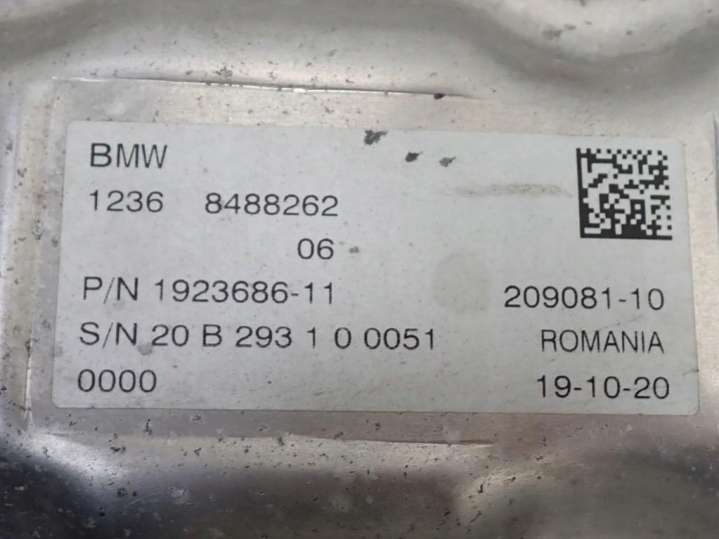 BMW
1236 8488262
06
P/N 1923686-11 209081-10
S/N 20 B 293 1 0 0051 ROMANIA
0000 19-10-20